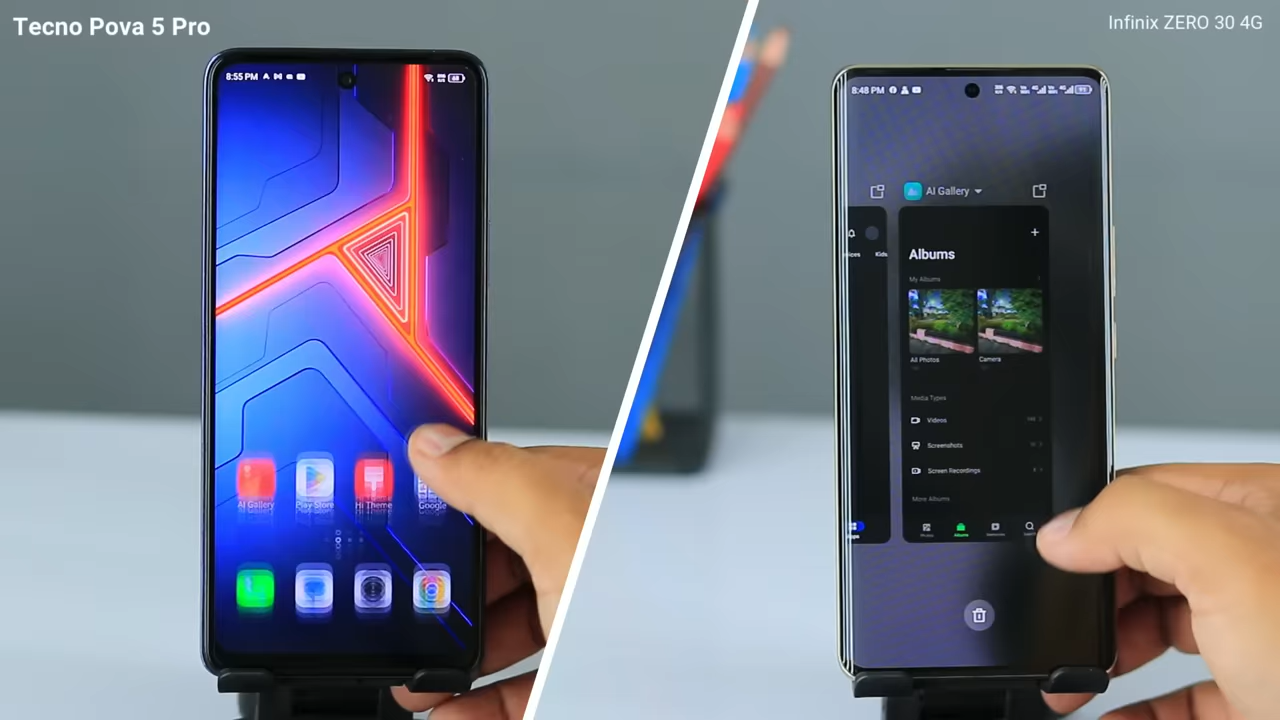 Tecno Pova 5 Pro
Infinix ZERO 30 4G
8:55 PM
8:48 PM
AI Gallery
Kids
Albums
My Albums
All Photos
Camera
Media Types
Videos
Screenshots
Screen Recordings
More Albums
Photos
Albums
AI Gallery
Play Store
Hi Theme
Google